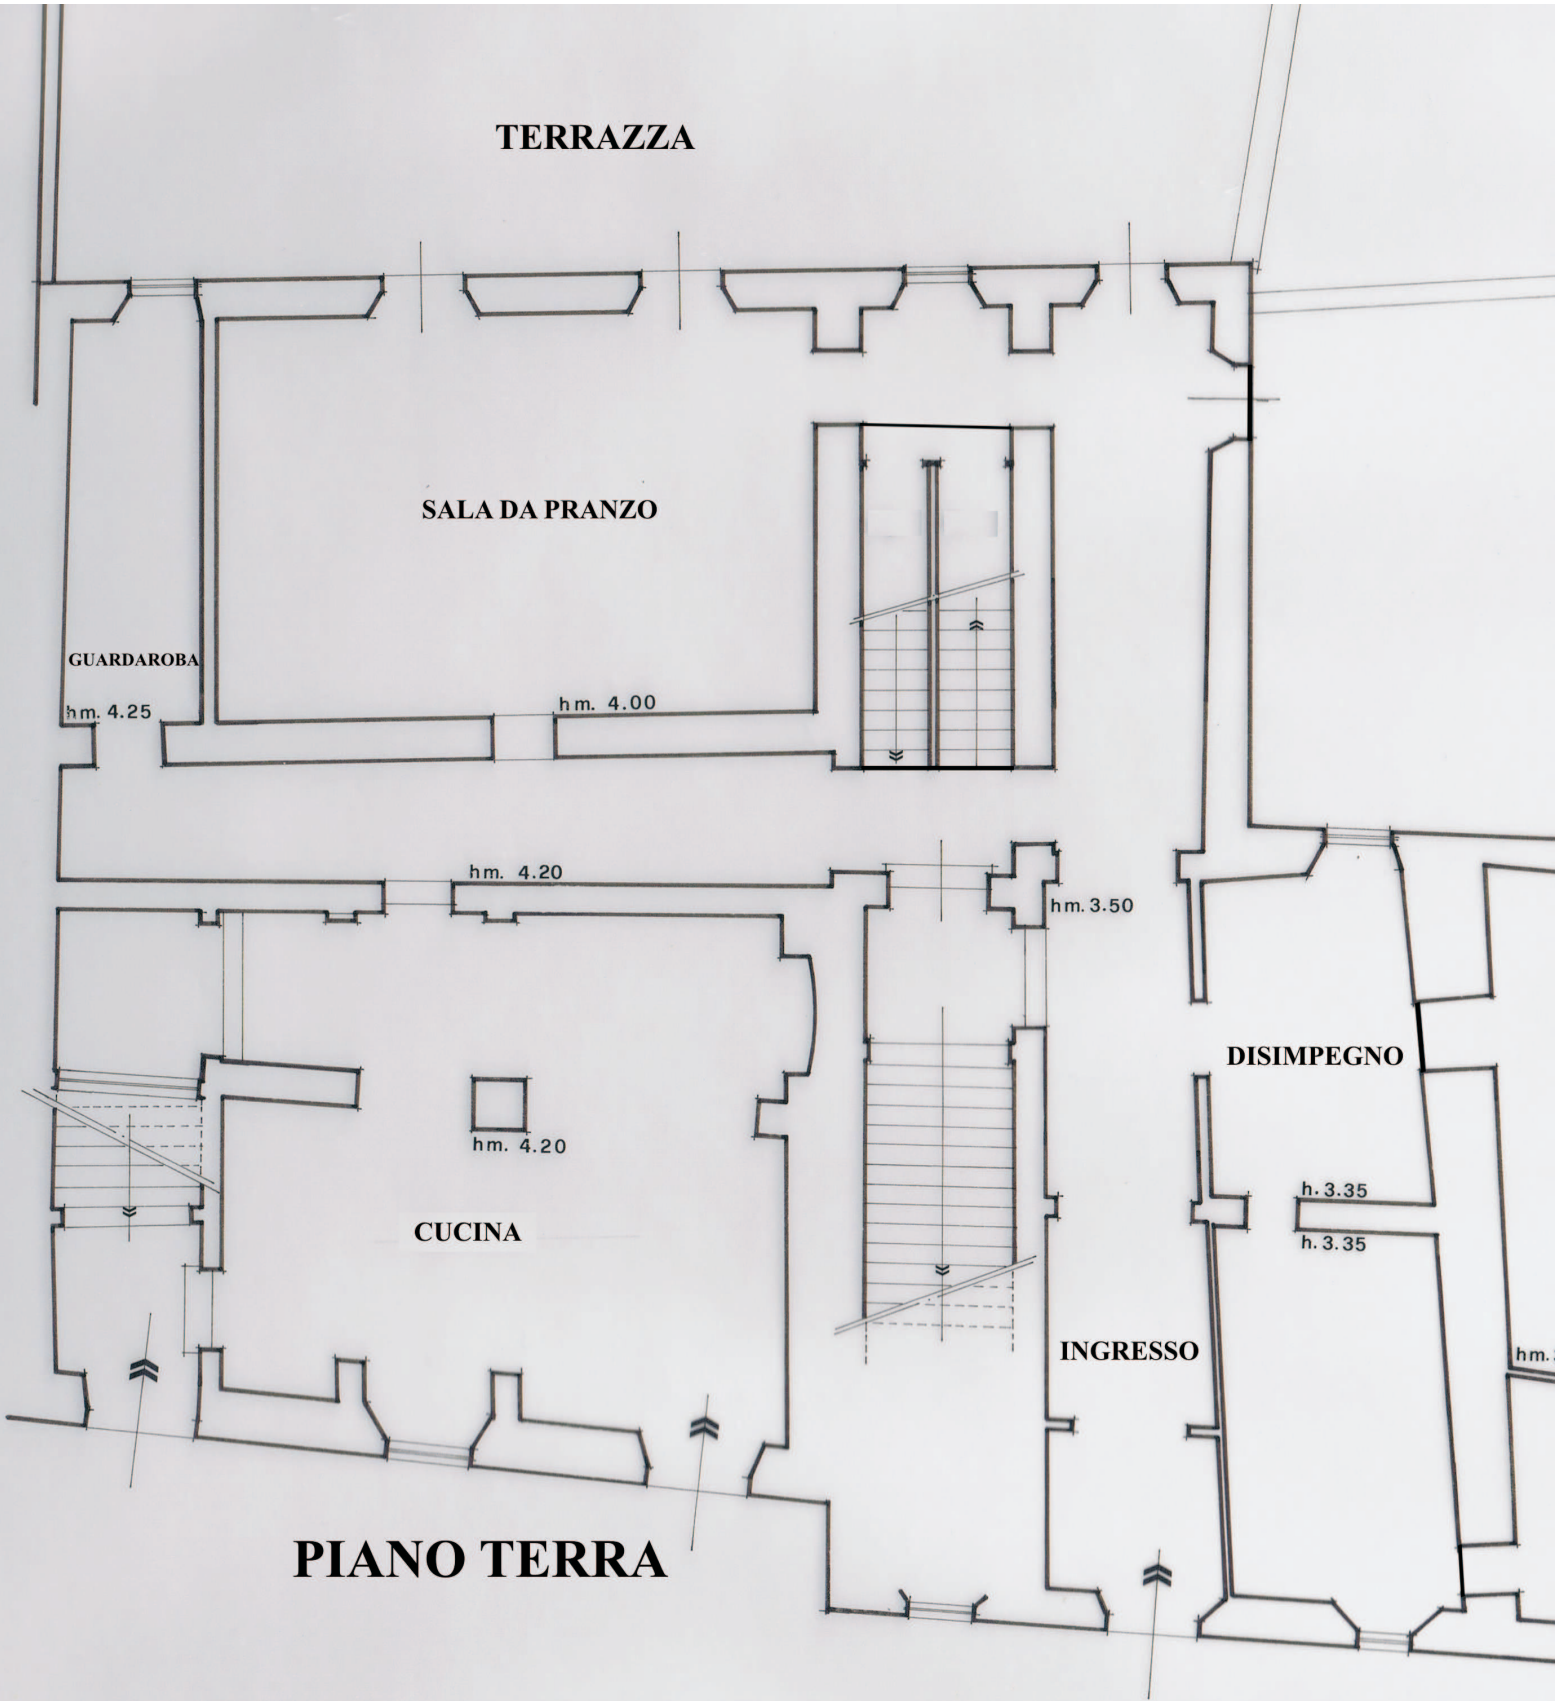 TERRAZZA
SALA DA PRANZO
GUARDAROBA
hm. 4.25
hm. 4.00
hm. 4.20
hm. 3.50
DISIMPEGNO
hm. 4.20
h. 3.35
CUCINA
h. 3.35
INGRESSO
hm.
PIANO TERRA